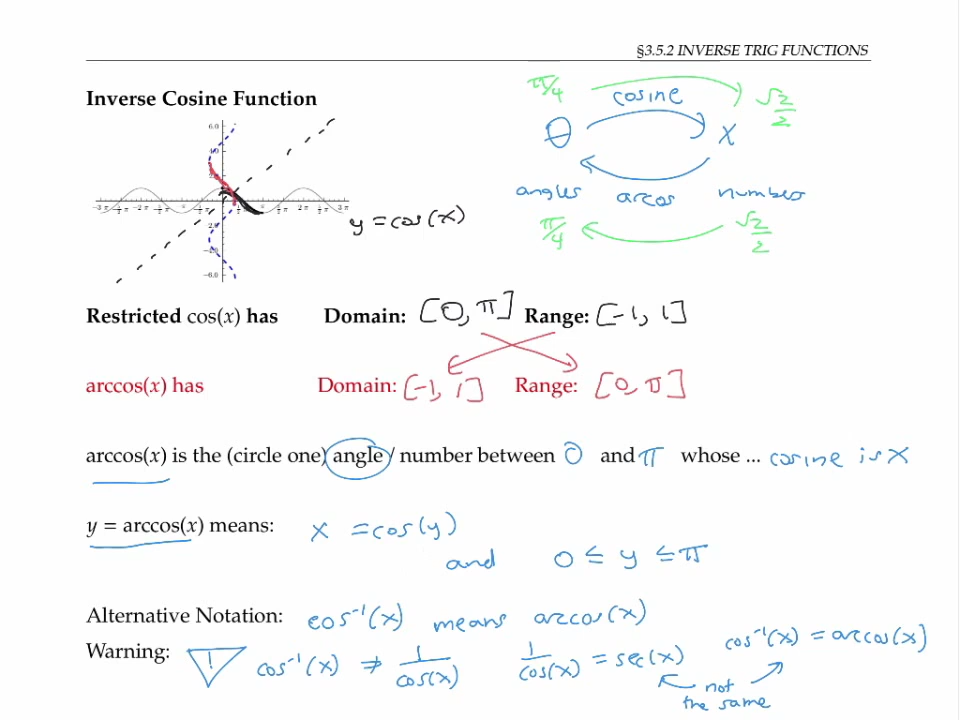 §3.5.2 INVERSE TRIG FUNCTIONS
Inverse Cosine Function
π/4 cosine √2/2
θ x
angles arcos numbers
π/4 √2/2
y = cos(x)
Restricted cos(x) has Domain: [0, π] Range: [-1, 1]
arccos(x) has Domain: [-1, 1] Range: [0, π]
arccos(x) is the (circle one) angle / number between 0 and π whose ... cosine is x
y = arccos(x) means: x = cos(y)
and 0 ≤ y ≤ π
Alternative Notation: cos⁻¹(x) means arccos(x)
Warning: ! cos⁻¹(x) ≠ 1/cos(x) 1/cos(x) = sec(x) cos⁻¹(x) = arccos(x)
not
the same